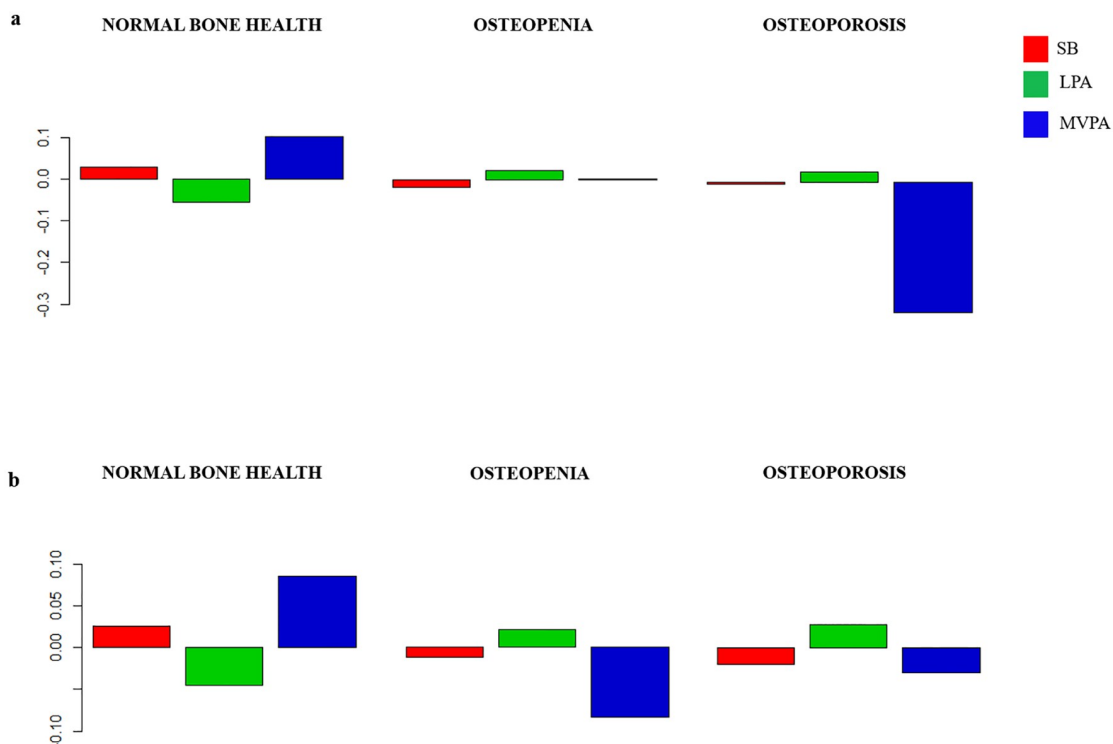 a
NORMAL BONE HEALTH
OSTEOPENIA
OSTEOPOROSIS
SB
LPA
MVPA
0.1
0.0
-0.1
-0.2
-0.3
b
NORMAL BONE HEALTH
OSTEOPENIA
OSTEOPOROSIS
0.10
0.05
0.00
-0.10